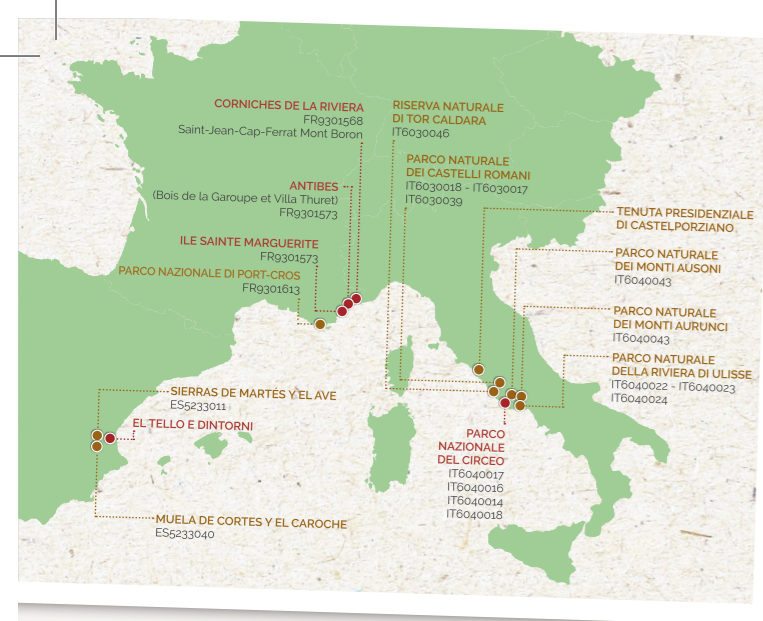 CORNICHES DE LA RIVIERA
FR9301568
Saint-Jean-Cap-Ferrat Mont Boron
RISERVA NATURALE
DI TOR CALDARA
IT6030046
PARCO NATURALE
DEI CASTELLI ROMANI
IT6030018 - IT6030017
IT6030039
ANTIBES
(Bois de la Garoupe et Villa Thuret)
FR9301573
ILE SAINTE MARGUERITE
FR9301573
PARCO NAZIONALE DI PORT-CROS
FR9301613
TENUTA PRESIDENZIALE
DI CASTELPORZIANO
PARCO NATURALE
DEI MONTI AUSONI
IT6040043
PARCO NATURALE
DEI MONTI AURUNCI
IT6040043
PARCO NATURALE
DELLA RIVIERA DI ULISSE
IT6040022 - IT6040023
IT6040024
SIERRAS DE MARTÉS Y EL AVE
ES5233011
EL TELLO E DINTORNI
PARCO
NAZIONALE
DEL CIRCEO
IT6040017
IT6040016
IT6040014
IT6040018
MUELA DE CORTES Y EL CAROCHE
ES5233040